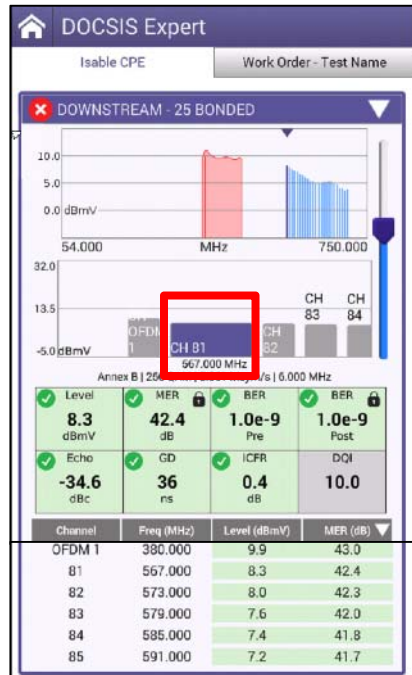 DOCSIS Expert
Isable CPE
Work Order - Test Name
DOWNSTREAM - 25 BONDED
10.0
5.0
0.0 dBmV
54.000 MHz 750.000
32.0
13.5
-5.0 dBmV
OFDM
1
CH 81
CH
82
CH
83
CH
84
567.000 MHz
Annex B | 256 | 6.000 MHz
Level MER BER BER
8.3 42.4 1.0e-9 1.0e-9
dBmV dB Pre Post
Echo GD ICFR DQI
-34.6 36 0.4 10.0
dBc ns dB
Channel Freq (MHz) Level (dBmV) MER (dB)
OFDM 1 380.000 9.9 43.0
81 567.000 8.3 42.4
82 573.000 8.0 42.3
83 579.000 7.6 42.0
84 585.000 7.4 41.8
85 591.000 7.2 41.7